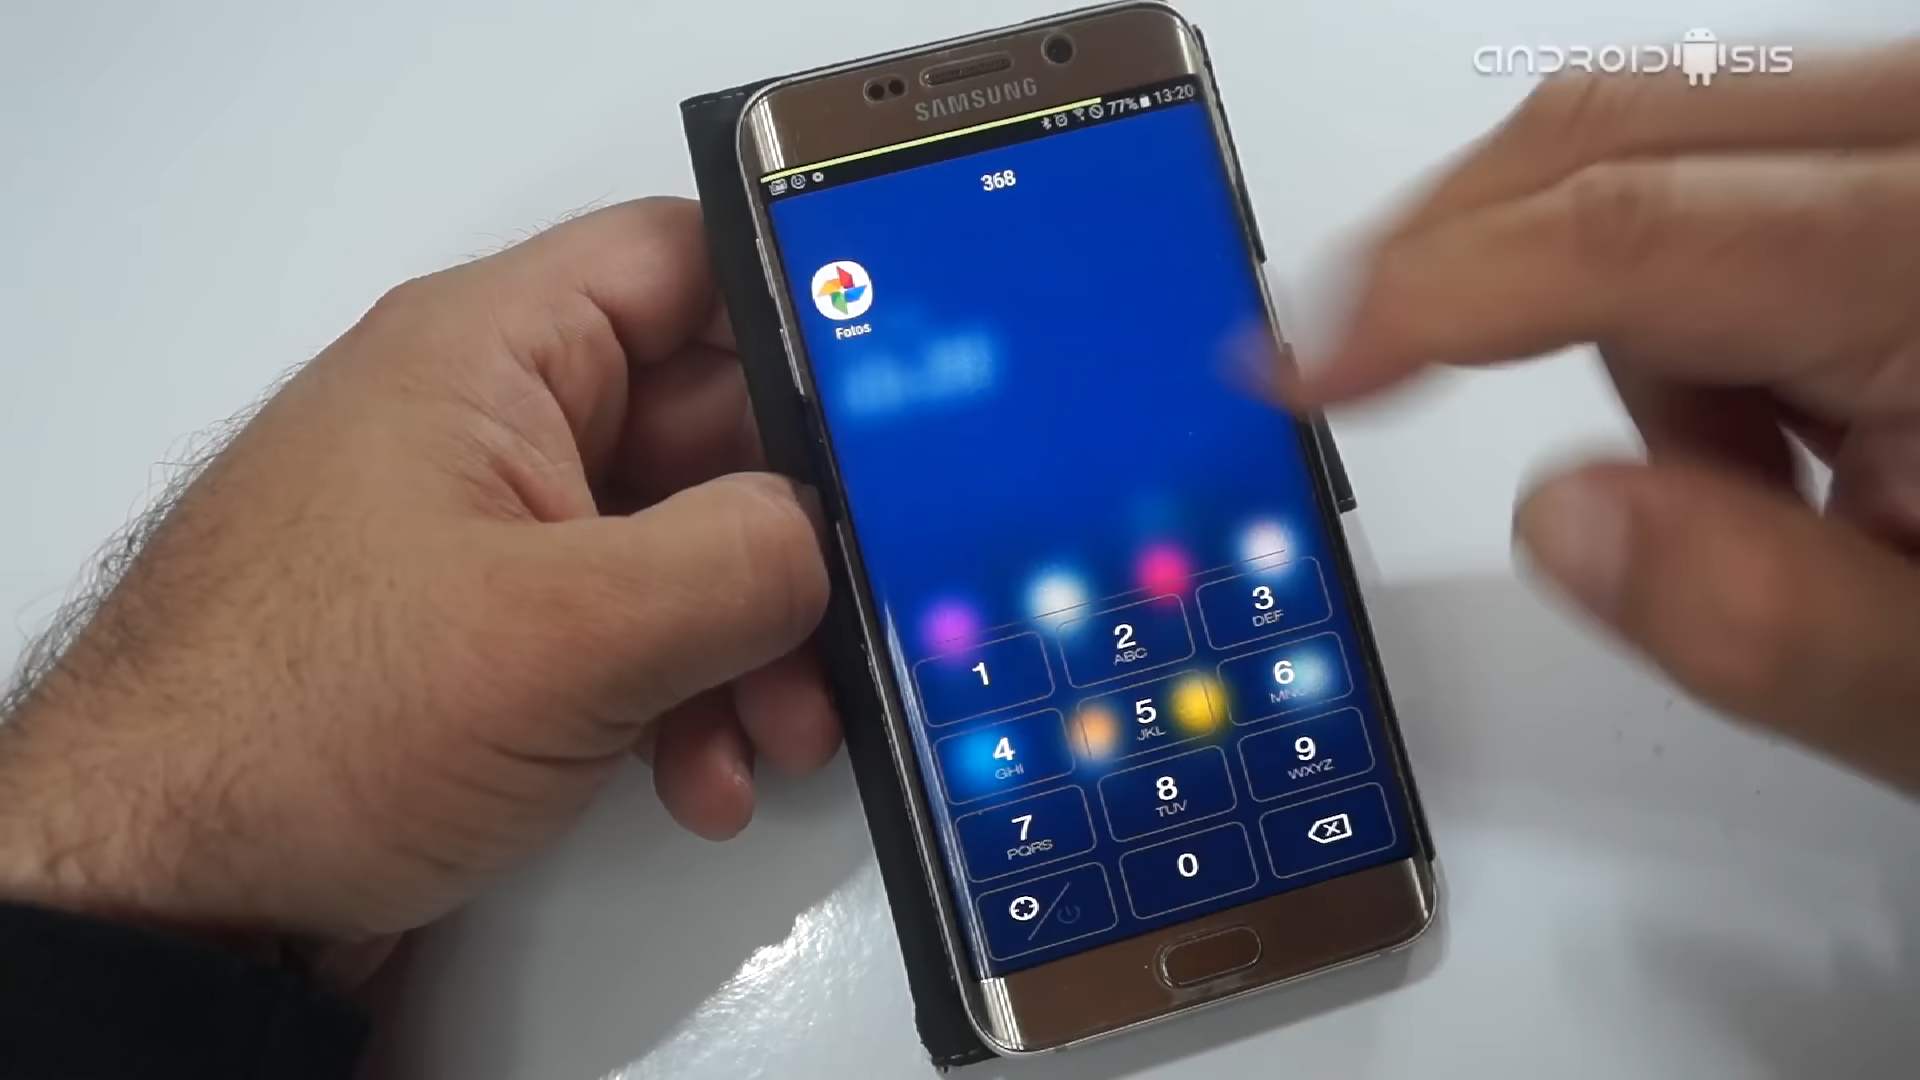 ANDROIDSIS
SAMSUNG
77% 13:20
368
Fotos
1
2
ABC
3
DEF
4
GHI
5
JKL
6
MNO
7
PQRS
8
TUV
9
WXYZ
0